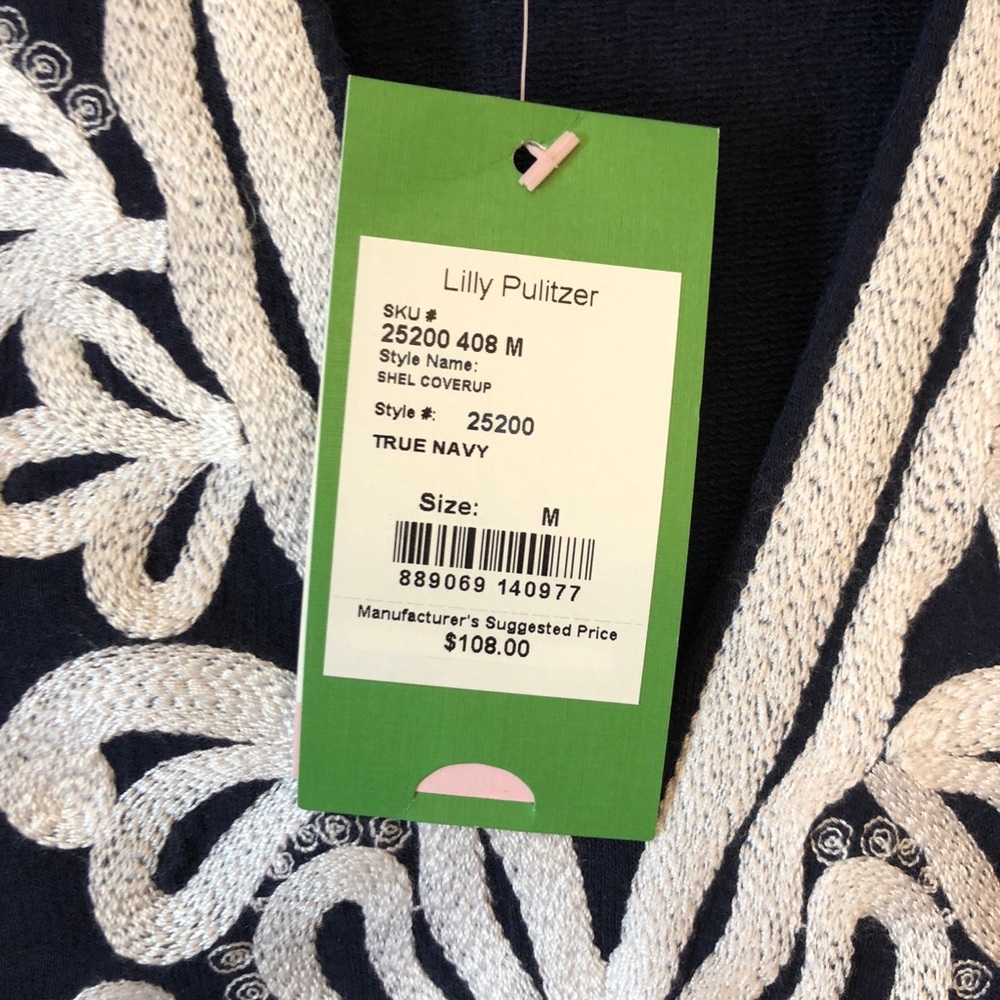 Lilly Pulitzer
SKU #
25200 408 M
Style Name:
SHEL COVERUP
Style #: 25200
TRUE NAVY
Size: M
889069 140977
Manufacturer's Suggested Price
$108.00